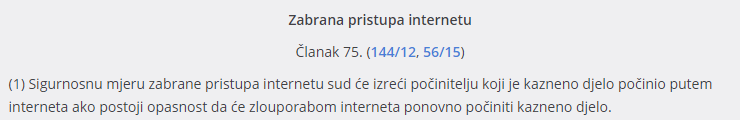 Zabrana pristupa internetu
Članak 75. (144/12, 56/15)
(1) Sigurnosnu mjeru zabrane pristupa internetu sud će izreći počinitelju koji je kazneno djelo počinio putem
interneta ako postoji opasnost da će zlouporabom interneta ponovno počiniti kazneno djelo.